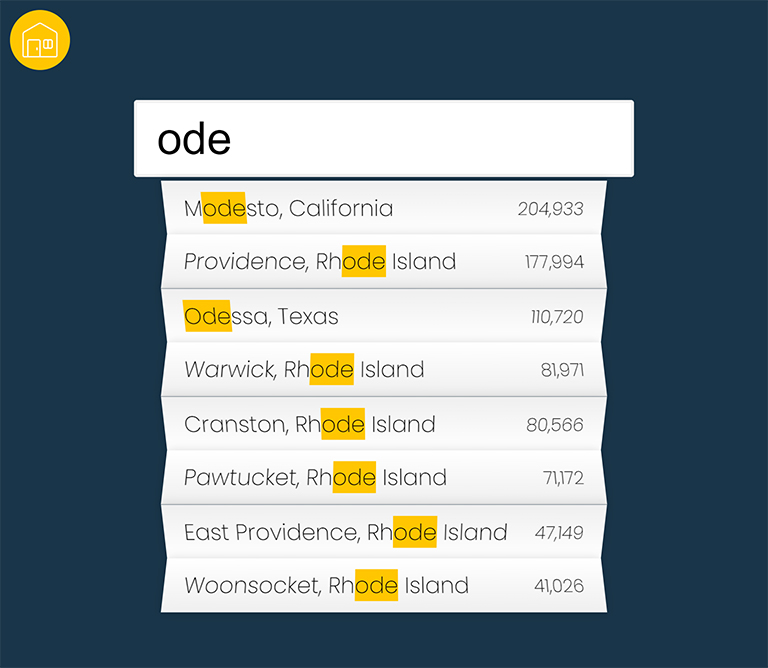 ode
Modesto, California 204,933
Providence, Rhode Island 177,994
Odessa, Texas 110,720
Warwick, Rhode Island 81,971
Cranston, Rhode Island 80,566
Pawtucket, Rhode Island 71,172
East Providence, Rhode Island 47,149
Woonsocket, Rhode Island 41,026